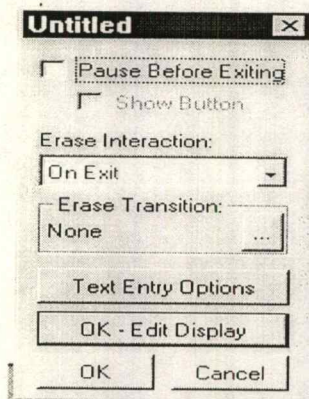 Untitled
Pause Before Exiting
Show Button
Erase Interaction:
On Exit
Erase Transition:
None ...
Text Entry Options
OK - Edit Display
OK Cancel